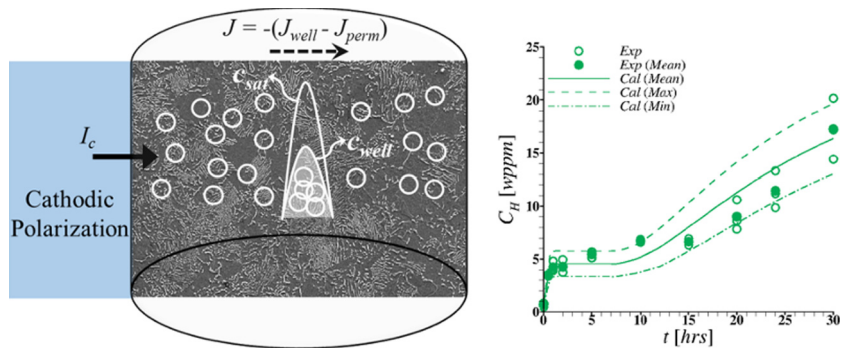 J = -(J_well - J_perm)
c_sat
c_well
I_c
Cathodic
Polarization
25
20
15
10
5
0
C_H [wppm]
Exp
Exp (Mean)
Cal (Mean)
Cal (Max)
Cal (Min)
0
5
10
15
20
25
30
t [hrs]